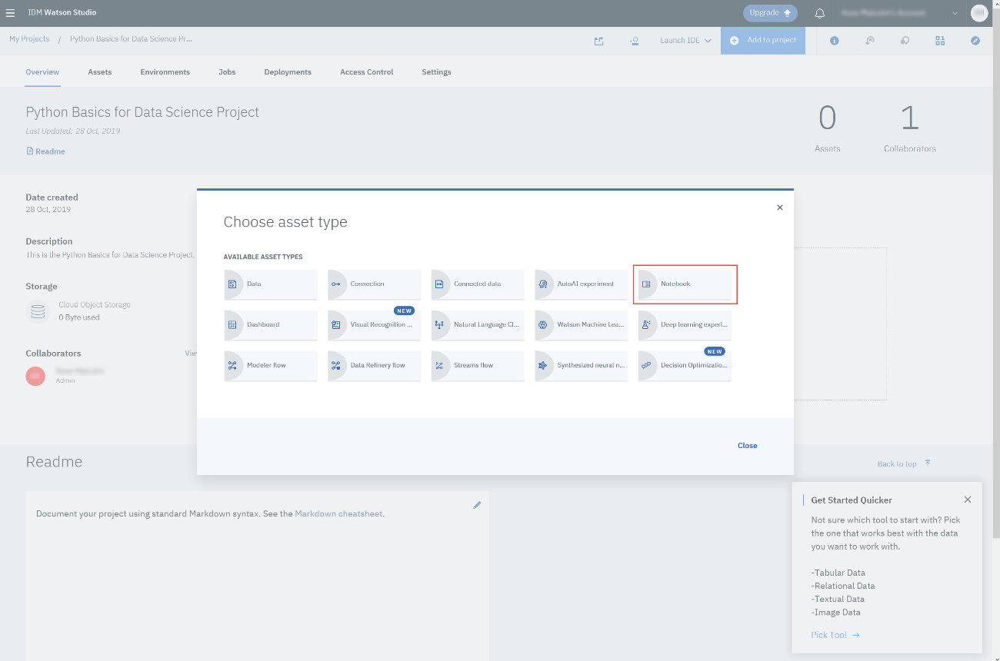 IBM Watson Studio
Upgrade
My Projects / Python Basics for Data Science Pr...
Launch IDE
Add to project
Overview Assets Environments Jobs Deployments Access Control Settings
Python Basics for Data Science Project
Last Updated: 28 Oct, 2019
Readme
0
Assets
1
Collaborators
Date created
28 Oct, 2019
Description
This is the Python Basics for Data Science Project.
Storage
Cloud Object Storage
0 Byte used
Collaborators
Admin
Choose asset type
AVAILABLE ASSET TYPES
Data Connection Connected data AutoAI experiment Notebook
NEW
Dashboard Visual Recognition ... Natural Language Cl... Watson Machine Lea... Deep learning experi...
NEW
Modeler flow Data Refinery flow Streams flow Synthesized neural n... Decision Optimizatio...
Close
Readme
Back to top
Document your project using standard Markdown syntax. See the Markdown cheatsheet.
Get Started Quicker
Not sure which tool to start with? Pick
the one that works best with the data
you want to work with.
-Tabular Data
-Relational Data
-Textual Data
-Image Data
Pick Tool →